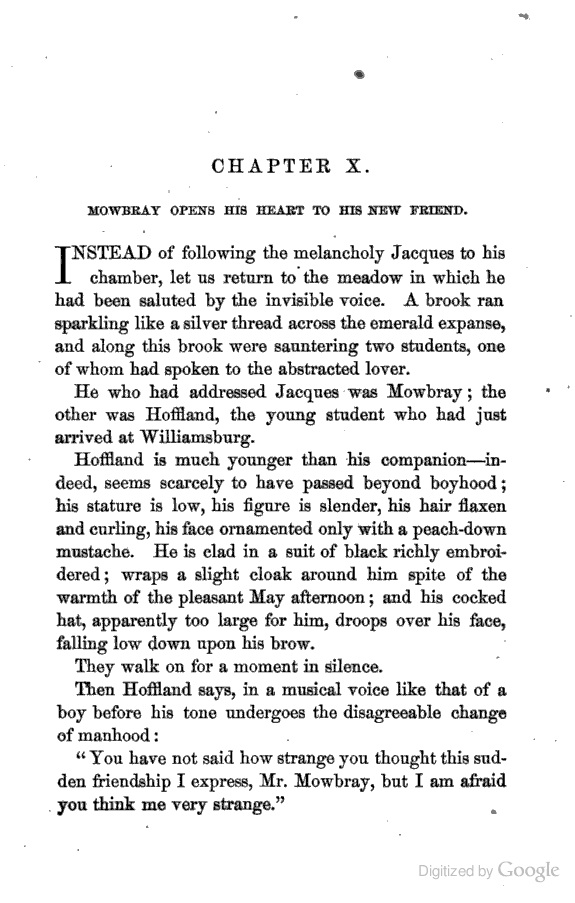 CHAPTER X.
MOWBRAY OPENS HIS HEART TO HIS NEW FRIEND.
INSTEAD of following the melancholy Jacques to his
chamber, let us return to the meadow in which he
had been saluted by the invisible voice. A brook ran
sparkling like a silver thread across the emerald expanse,
and along this brook were sauntering two students, one
of whom had spoken to the abstracted lover.
He who had addressed Jacques was Mowbray; the
other was Hoffland, the young student who had just
arrived at Williamsburg.
Hoffland is much younger than his companion—in-
deed, seems scarcely to have passed beyond boyhood;
his stature is low, his figure is slender, his hair flaxen
and curling, his face ornamented only with a peach-down
mustache. He is clad in a suit of black richly embroi-
dered; wraps a slight cloak around him spite of the
warmth of the pleasant May afternoon; and his cocked
hat, apparently too large for him, droops over his face,
falling low down upon his brow.
They walk on for a moment in silence.
Then Hoffland says, in a musical voice like that of a
boy before his tone undergoes the disagreeable change
of manhood:
"You have not said how strange you thought this sud-
den friendship I express, Mr. Mowbray, but I am afraid
you think me very strange."
Digitized by Google